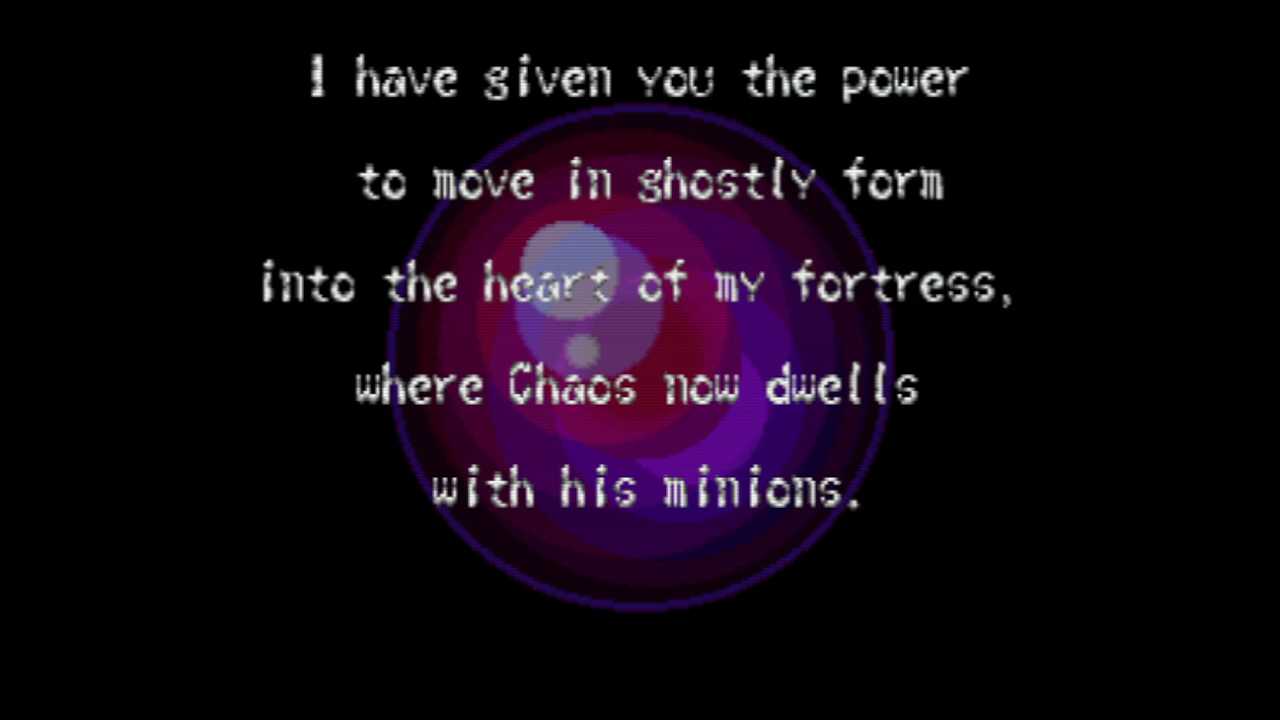 I have given you the power
to move in ghostly form
into the heart of my fortress,
where Chaos now dwells
with his minions.